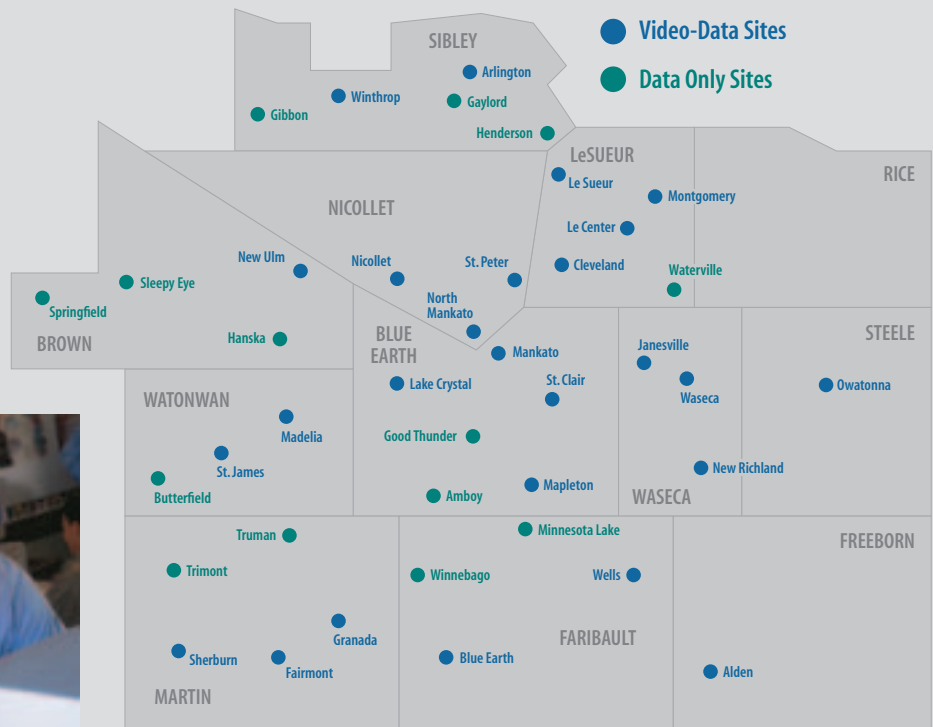 Video-Data Sites
Data Only Sites
SIBLEY
Arlington
Winthrop
Gaylord
Gibbon
Henderson
LeSUEUR
RICE
Le Sueur
Montgomery
NICOLLET
Le Center
New Ulm
Nicollet
St. Peter
Cleveland
Waterville
Sleepy Eye
Springfield
North
Mankato
Hanska
BROWN
BLUE
EARTH
Mankato
Janesville
STEELE
Lake Crystal
St. Clair
Waseca
Owatonna
WATONWAN
Madelia
Good Thunder
St. James
New Richland
Butterfield
Amboy
Mapleton
WASECA
Truman
Minnesota Lake
FREEBORN
Trimont
Winnebago
Wells
Granada
FARIBAULT
Sherburn
Fairmont
Blue Earth
Alden
MARTIN